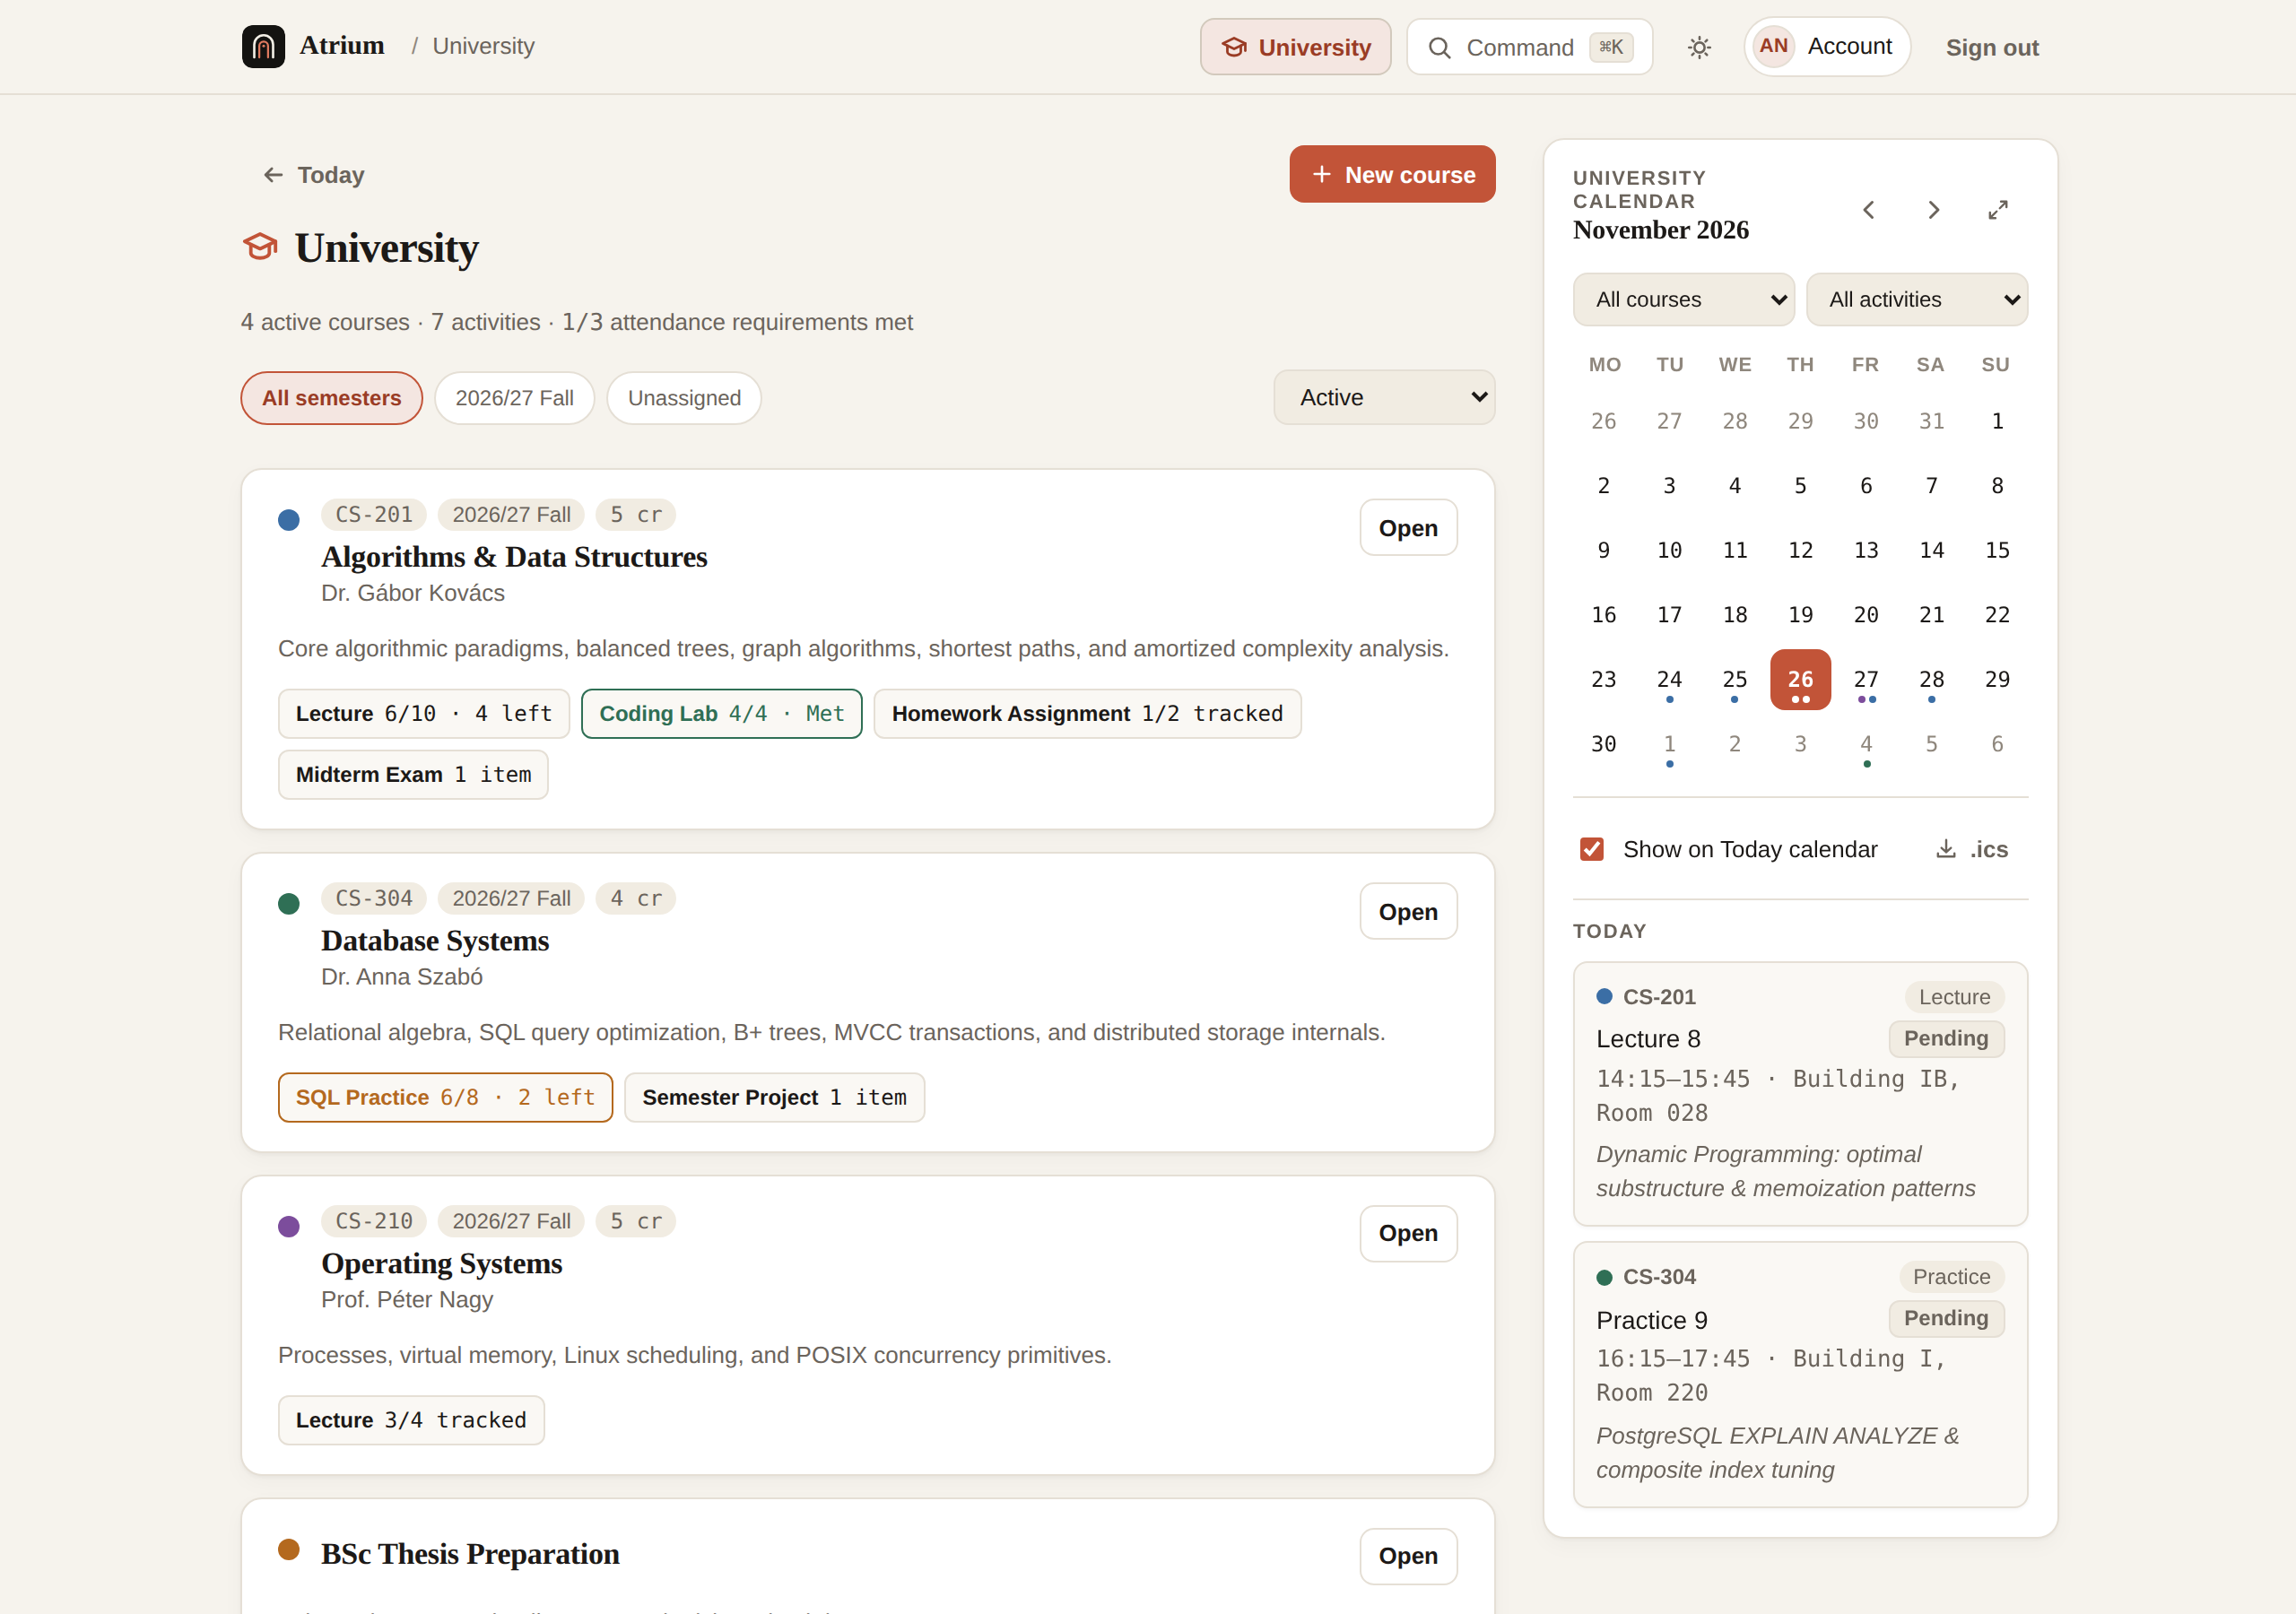 Atrium / University
University Command ⌘K AN Account Sign out
← Today
+ New course
University
4 active courses · 7 activities · 1/3 attendance requirements met
All semesters 2026/27 Fall Unassigned Active
CS-201 2026/27 Fall 5 cr
Open
Algorithms & Data Structures
Dr. Gábor Kovács
Core algorithmic paradigms, balanced trees, graph algorithms, shortest paths, and amortized complexity analysis.
Lecture 6/10 · 4 left Coding Lab 4/4 · Met Homework Assignment 1/2 tracked
Midterm Exam 1 item
CS-304 2026/27 Fall 4 cr
Open
Database Systems
Dr. Anna Szabó
Relational algebra, SQL query optimization, B+ trees, MVCC transactions, and distributed storage internals.
SQL Practice 6/8 · 2 left Semester Project 1 item
CS-210 2026/27 Fall 5 cr
Open
Operating Systems
Prof. Péter Nagy
Processes, virtual memory, Linux scheduling, and POSIX concurrency primitives.
Lecture 3/4 tracked
BSc Thesis Preparation
Open
UNIVERSITY
CALENDAR
November 2026
All courses All activities
MO TU WE TH FR SA SU
26 27 28 29 30 31 1
2 3 4 5 6 7 8
9 10 11 12 13 14 15
16 17 18 19 20 21 22
23 24 25 26 27 28 29
30 1 2 3 4 5 6
Show on Today calendar .ics
TODAY
CS-201 Lecture
Lecture 8 Pending
14:15–15:45 · Building IB,
Room 028
Dynamic Programming: optimal
substructure & memoization patterns
CS-304 Practice
Practice 9 Pending
16:15–17:45 · Building I,
Room 220
PostgreSQL EXPLAIN ANALYZE &
composite index tuning